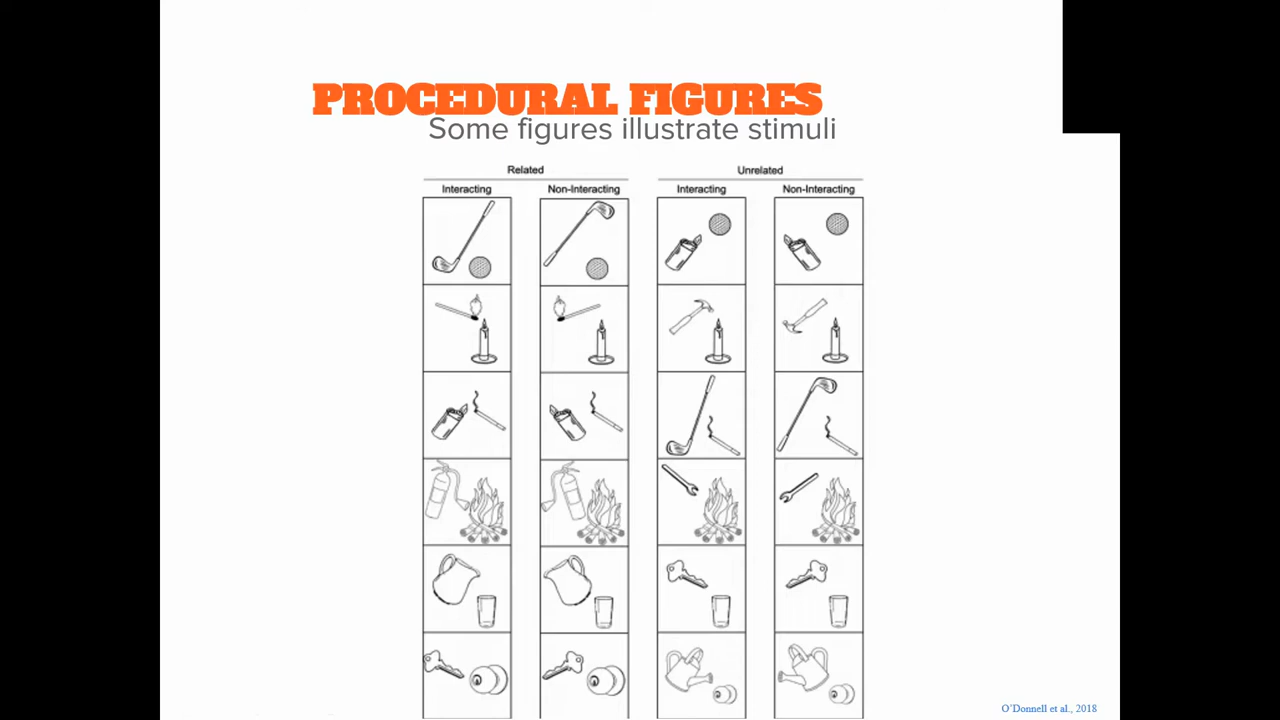 PROCEDURAL FIGURES
Some figures illustrate stimuli
Related Unrelated
Interacting Non-Interacting Interacting Non-Interacting
O'Donnell et al., 2018